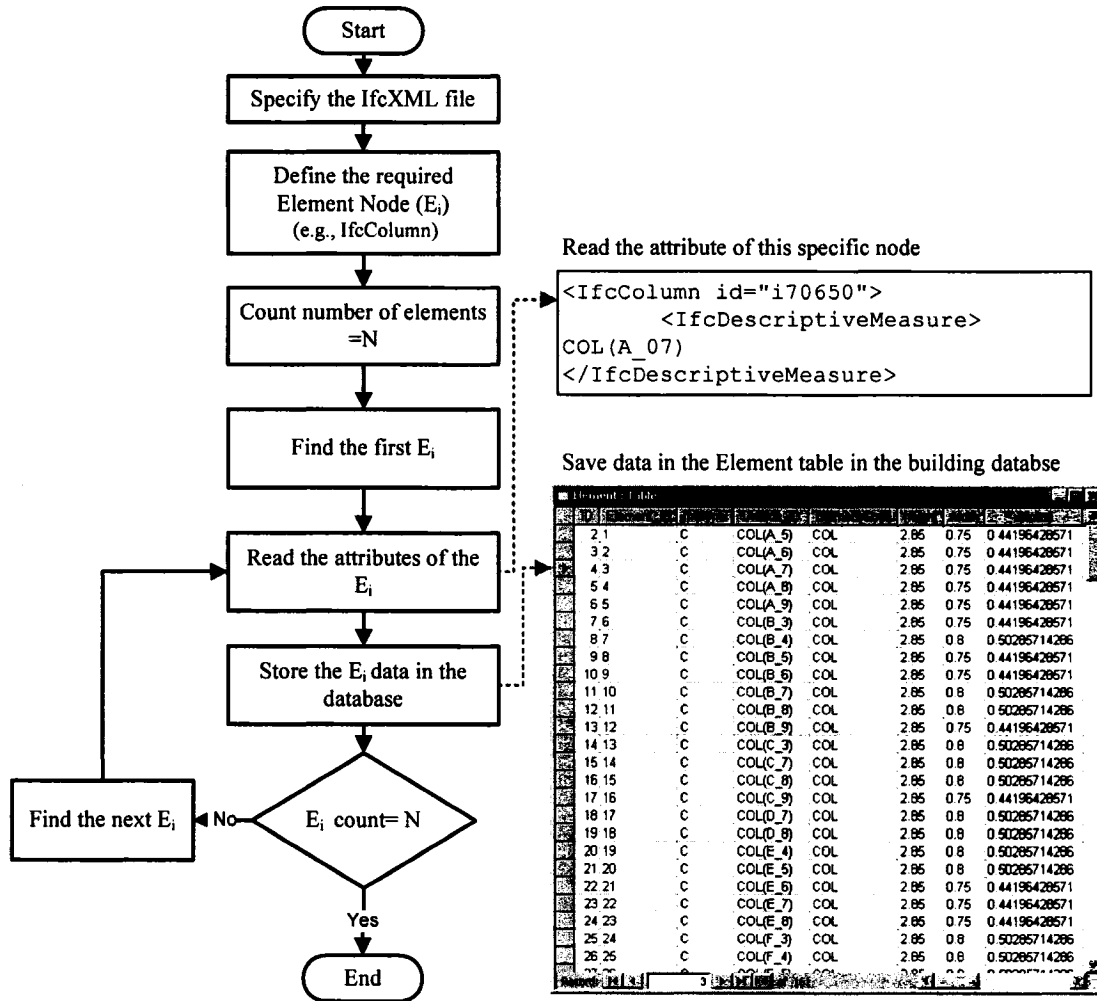 Start
Specify the IfcXML file
Define the required
Element Node (Ei)
(e.g., IfcColumn)
Count number of elements
=N
Find the first Ei
Read the attributes of the
Ei
Store the Ei data in the
database
Ei count= N
No
Find the next Ei
Yes
End
Read the attribute of this specific node
<IfcColumn id="i70650">
<IfcDescriptiveMeasure>
COL(A_07)
</IfcDescriptiveMeasure>
Save data in the Element table in the building databse
Element : Table
ID
2 1 C COL(A_5) COL 2.85 0.75 0.44196428571
3 2 C COL(A_6) COL 2.85 0.75 0.44196428571
4 3 C COL(A_7) COL 2.85 0.75 0.44196428571
5 4 C COL(A_8) COL 2.85 0.75 0.44196428571
6 5 C COL(A_9) COL 2.85 0.75 0.44196428571
7 6 C COL(B_3) COL 2.85 0.75 0.44196428571
8 7 C COL(B_4) COL 2.85 0.8 0.50285714286
9 8 C COL(B_5) COL 2.85 0.75 0.44196428571
10 9 C COL(B_6) COL 2.85 0.75 0.44196428571
11 10 C COL(B_7) COL 2.85 0.8 0.50285714286
12 11 C COL(B_8) COL 2.85 0.8 0.50285714286
13 12 C COL(B_9) COL 2.85 0.75 0.44196428571
14 13 C COL(C_3) COL 2.85 0.8 0.50285714286
15 14 C COL(C_7) COL 2.85 0.8 0.50285714286
16 15 C COL(C_8) COL 2.85 0.8 0.50285714286
17 16 C COL(C_9) COL 2.85 0.75 0.44196428571
18 17 C COL(D_7) COL 2.85 0.8 0.50285714286
19 18 C COL(D_8) COL 2.85 0.8 0.50285714286
20 19 C COL(E_4) COL 2.85 0.8 0.50285714286
21 20 C COL(E_5) COL 2.85 0.8 0.50285714286
22 21 C COL(E_6) COL 2.85 0.75 0.44196428571
23 22 C COL(E_7) COL 2.85 0.75 0.44196428571
24 23 C COL(E_8) COL 2.85 0.75 0.44196428571
25 24 C COL(F_3) COL 2.85 0.8 0.50285714286
26 25 C COL(F_4) COL 2.85 0.8 0.50285714286
3